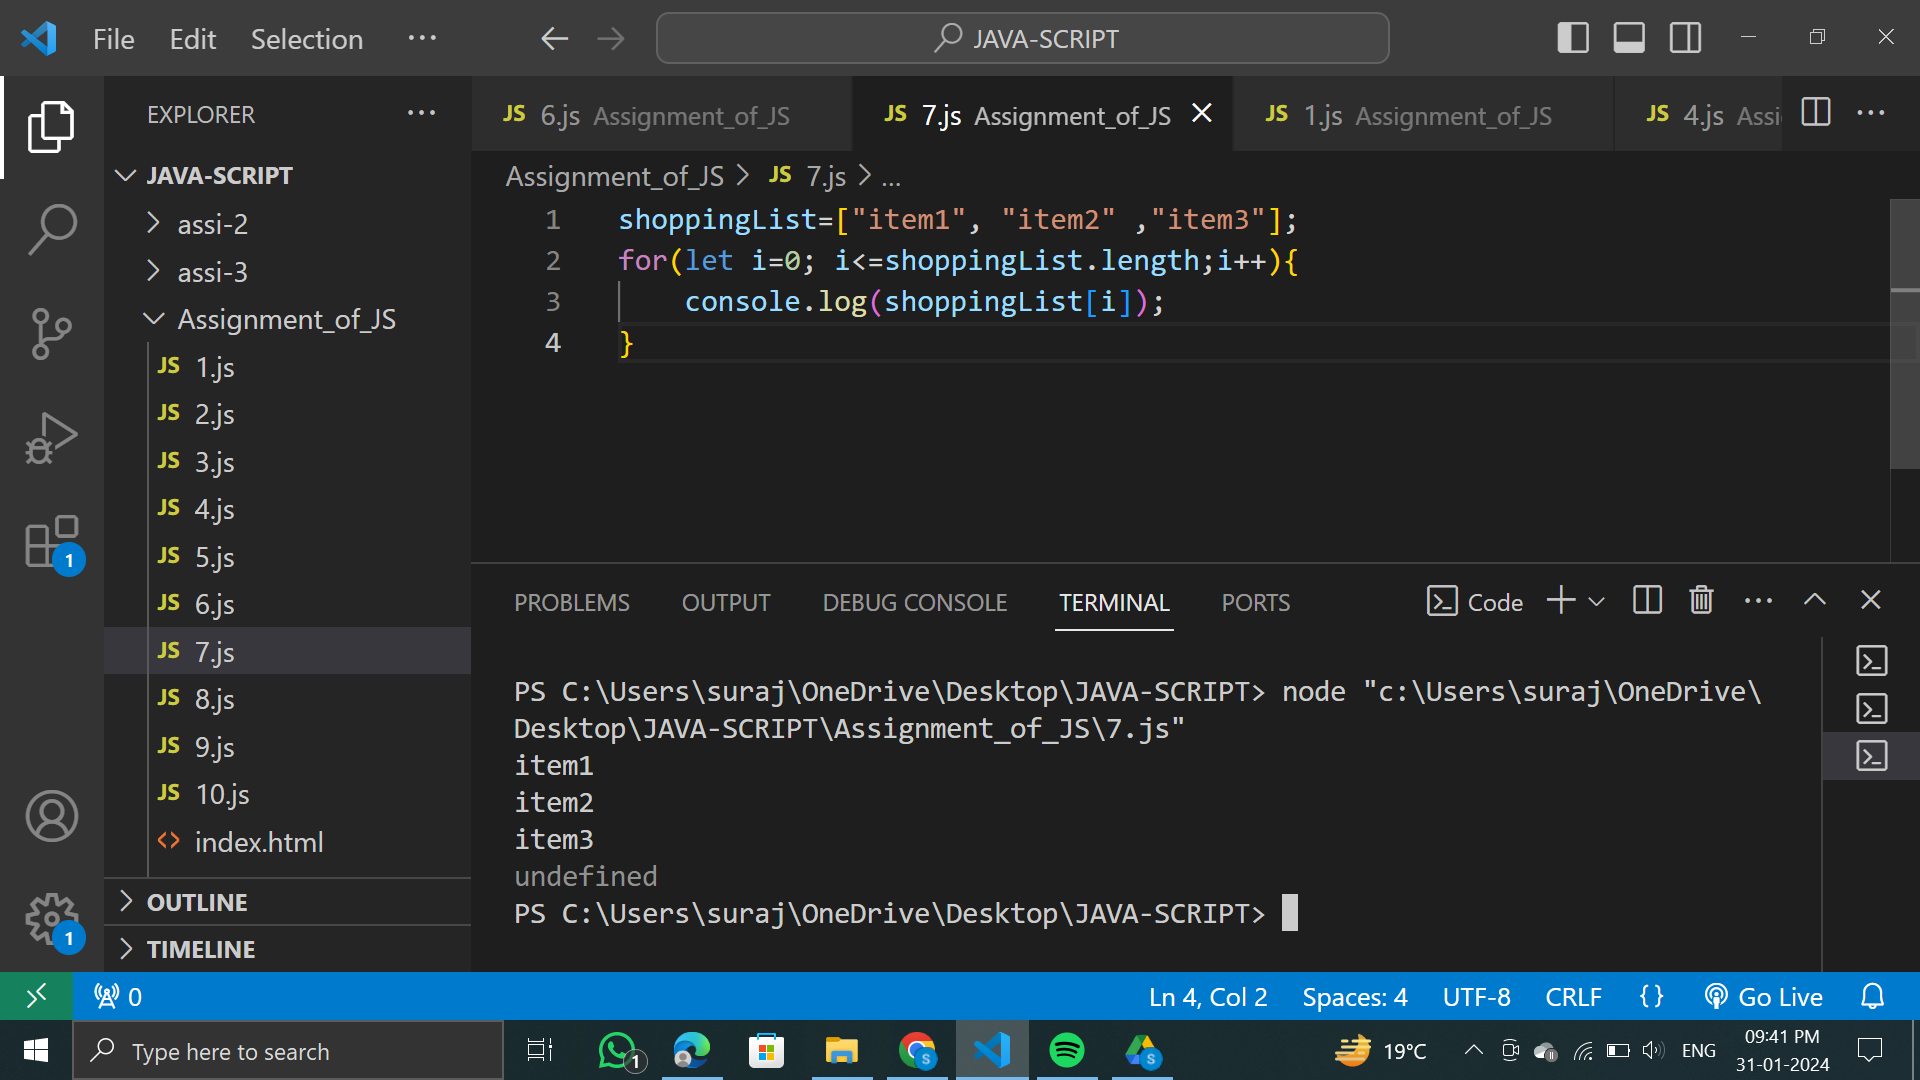 File Edit Selection ··· JAVA-SCRIPT
EXPLORER ···
JAVA-SCRIPT
assi-2
assi-3
Assignment_of_JS
JS 1.js
JS 2.js
JS 3.js
JS 4.js
JS 5.js
JS 6.js
JS 7.js
JS 8.js
JS 9.js
JS 10.js
<> index.html
OUTLINE
TIMELINE
1
1
JS 6.js Assignment_of_JS JS 7.js Assignment_of_JS JS 1.js Assignment_of_JS JS 4.js Assi ···
Assignment_of_JS > JS 7.js > ...
1 shoppingList=["item1", "item2" ,"item3"];
2 for(let i=0; i<=shoppingList.length;i++){
3 console.log(shoppingList[i]);
4 }
PROBLEMS OUTPUT DEBUG CONSOLE TERMINAL PORTS Code ···
PS C:\Users\suraj\OneDrive\Desktop\JAVA-SCRIPT> node "c:\Users\suraj\OneDrive\
Desktop\JAVA-SCRIPT\Assignment_of_JS\7.js"
item1
item2
item3
undefined
PS C:\Users\suraj\OneDrive\Desktop\JAVA-SCRIPT>
0 Ln 4, Col 2 Spaces: 4 UTF-8 CRLF {} Go Live
Type here to search 1 S S 19°C ENG 09:41 PM
31-01-2024